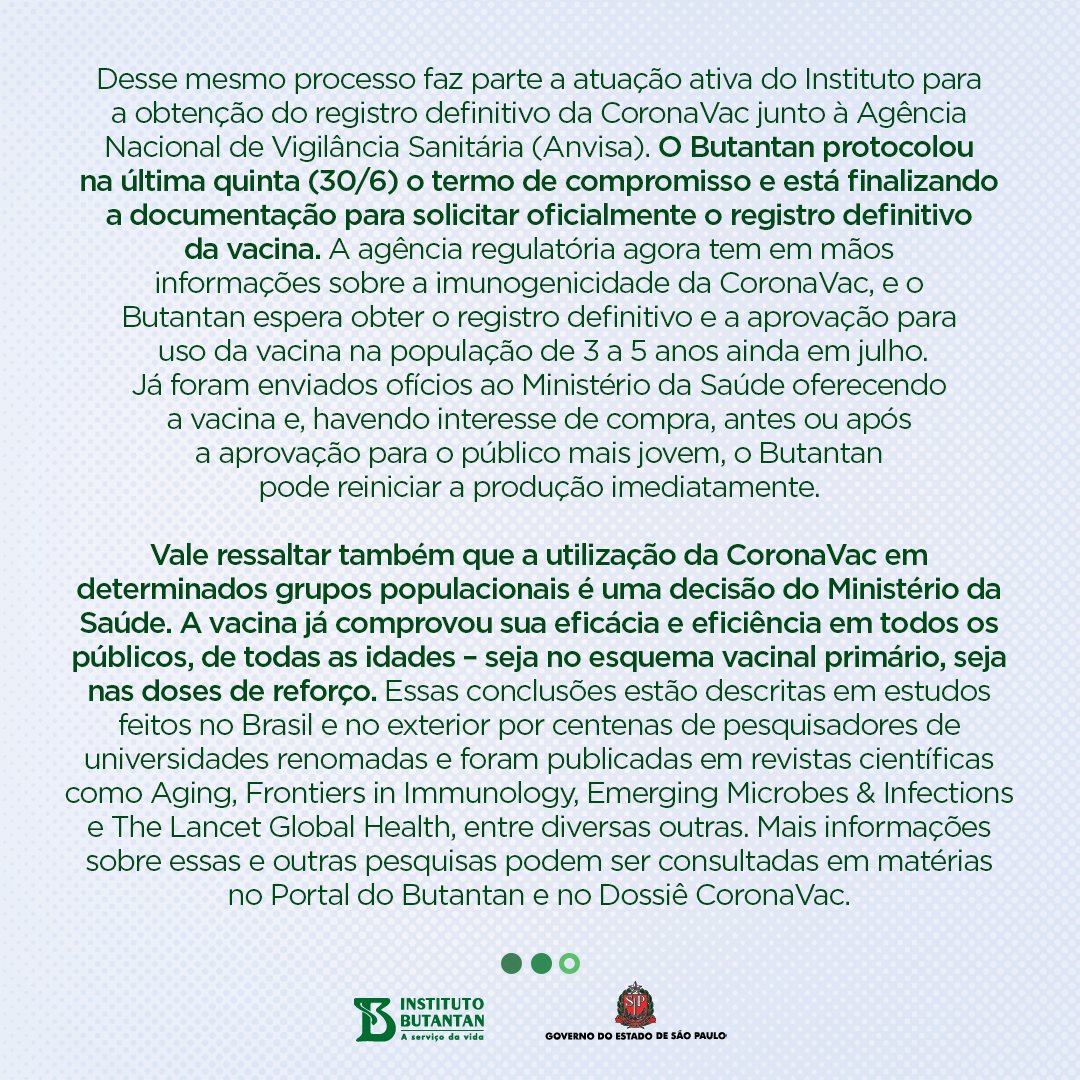 Desse mesmo processo faz parte a atuação ativa do Instituto para
a obtenção do registro definitivo da CoronaVac junto à Agência
Nacional de Vigilância Sanitária (Anvisa). O Butantan protocolou
na última quinta (30/6) o termo de compromisso e está finalizando
a documentação para solicitar oficialmente o registro definitivo
da vacina. A agência regulatória agora tem em mãos
informações sobre a imunogenicidade da CoronaVac, e o
Butantan espera obter o registro definitivo e a aprovação para
uso da vacina na população de 3 a 5 anos ainda em julho.
Já foram enviados ofícios ao Ministério da Saúde oferecendo
a vacina e, havendo interesse de compra, antes ou após
a aprovação para o público mais jovem, o Butantan
pode reiniciar a produção imediatamente.
Vale ressaltar também que a utilização da CoronaVac em
determinados grupos populacionais é uma decisão do Ministério da
Saúde. A vacina já comprovou sua eficácia e eficiência em todos os
públicos, de todas as idades – seja no esquema vacinal primário, seja
nas doses de reforço. Essas conclusões estão descritas em estudos
feitos no Brasil e no exterior por centenas de pesquisadores de
universidades renomadas e foram publicadas em revistas científicas
como Aging, Frontiers in Immunology, Emerging Microbes & Infections
e The Lancet Global Health, entre diversas outras. Mais informações
sobre essas e outras pesquisas podem ser consultadas em matérias
no Portal do Butantan e no Dossiê CoronaVac.
INSTITUTO
BUTANTAN
A serviço da vida
SP
GOVERNO DO ESTADO DE SÃO PAULO